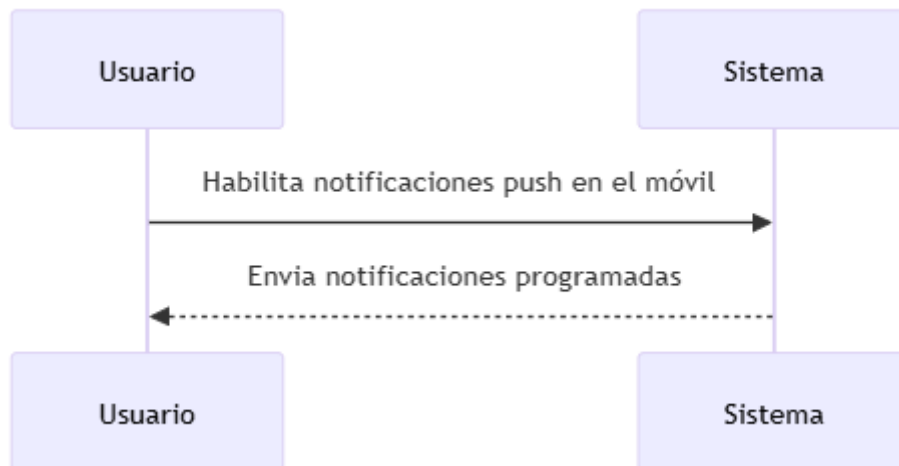 Usuario
Sistema
Habilita notificaciones push en el móvil
Envia notificaciones programadas
Usuario
Sistema